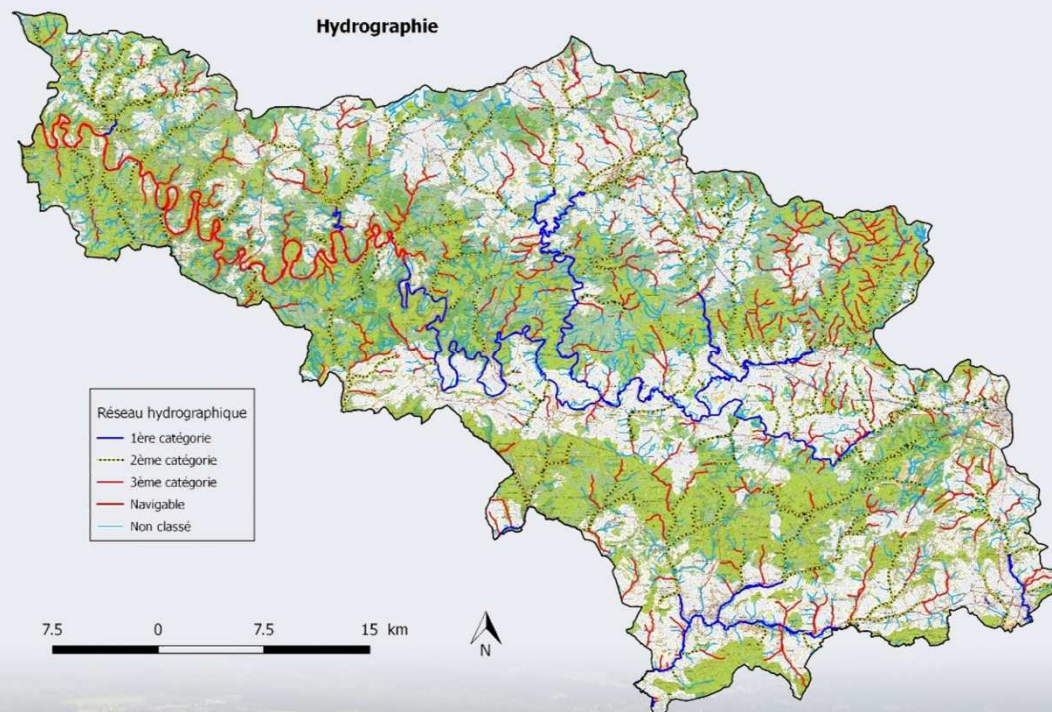 Hydrographie
Réseau hydrographique
1ère catégorie
2ème catégorie
3ème catégorie
Navigable
Non classé
7.5 0 7.5 15 km
N